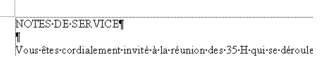 NOTES DE SERVICE¶
¶
Vous êtes cordialement invité à la réunion des 35 H qui se déroule